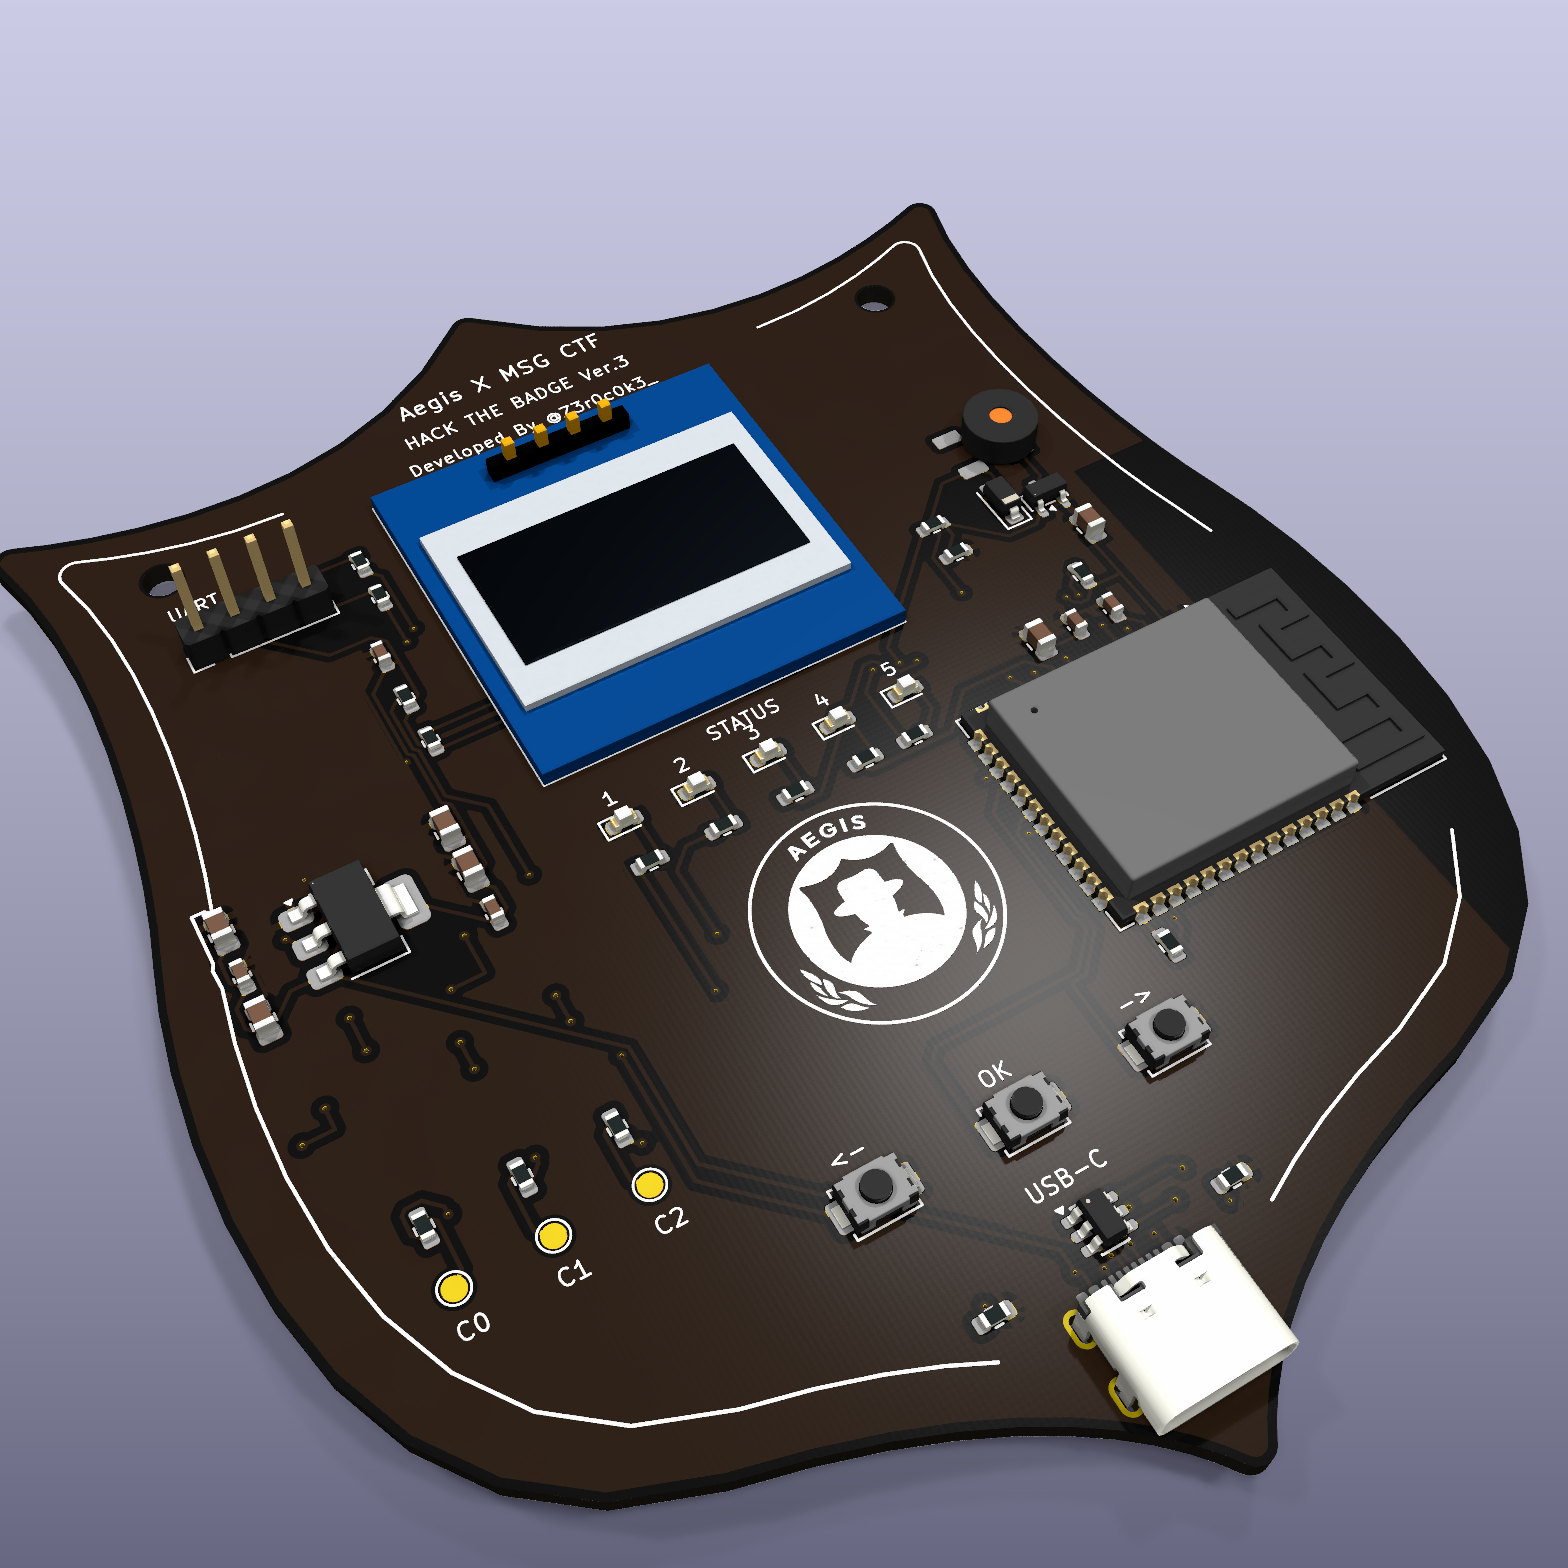 Aegis X MSG CTF
HACK THE BADGE Ver.3
Developed By @Z3r0c0k3_
UART
STATUS
1
2
3
4
5
AEGIS
->
OK
<-
USB-C
C2
C1
C0